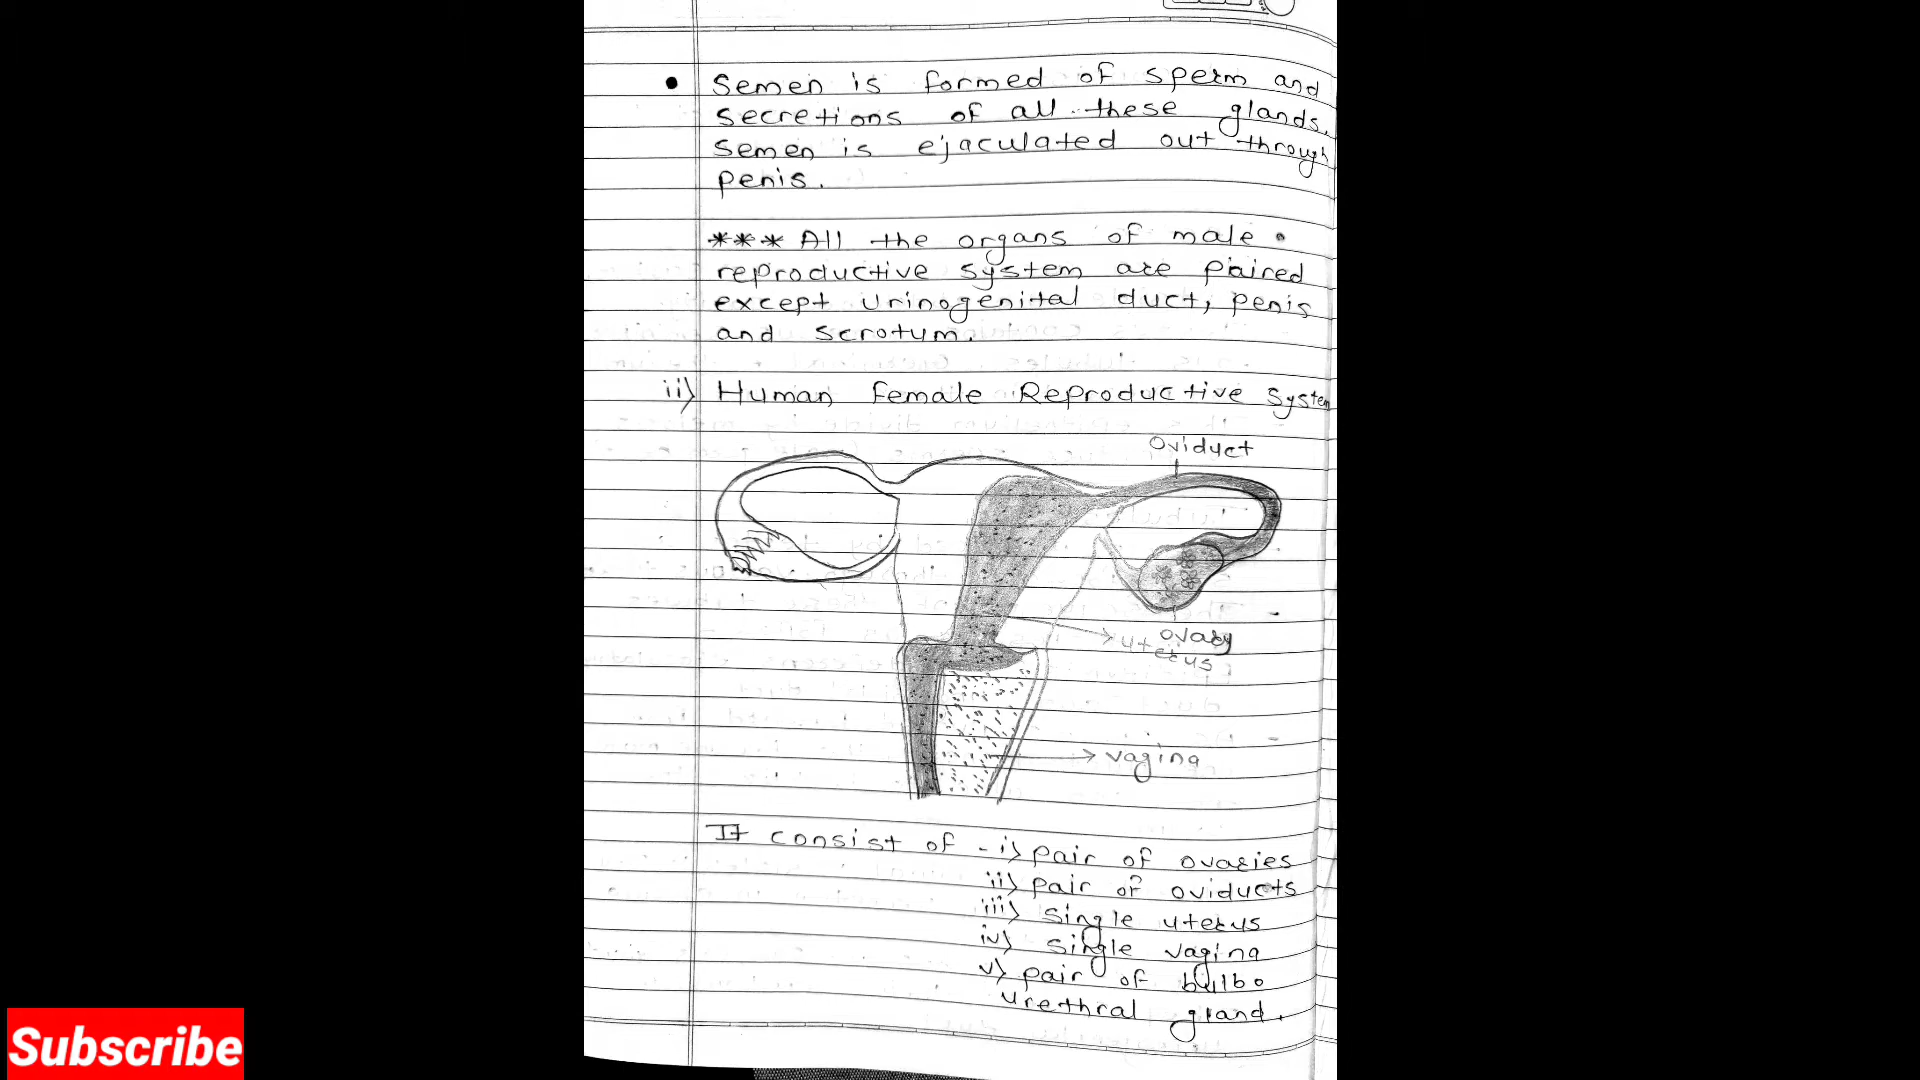 Semen is formed of sperm and
secretions of all these glands.
Semen is ejaculated out through
penis.
*** All the organs of male
reproductive system are paired
except urinogenital duct, penis
and scrotum.
ii) Human Female Reproductive System
Oviduct
ovary
uterus
vagina
It consist of - i) pair of ovaries
ii) pair of oviducts
iii) single uterus
iv) single vagina
v) pair of bulbo
urethral gland.
Subscribe